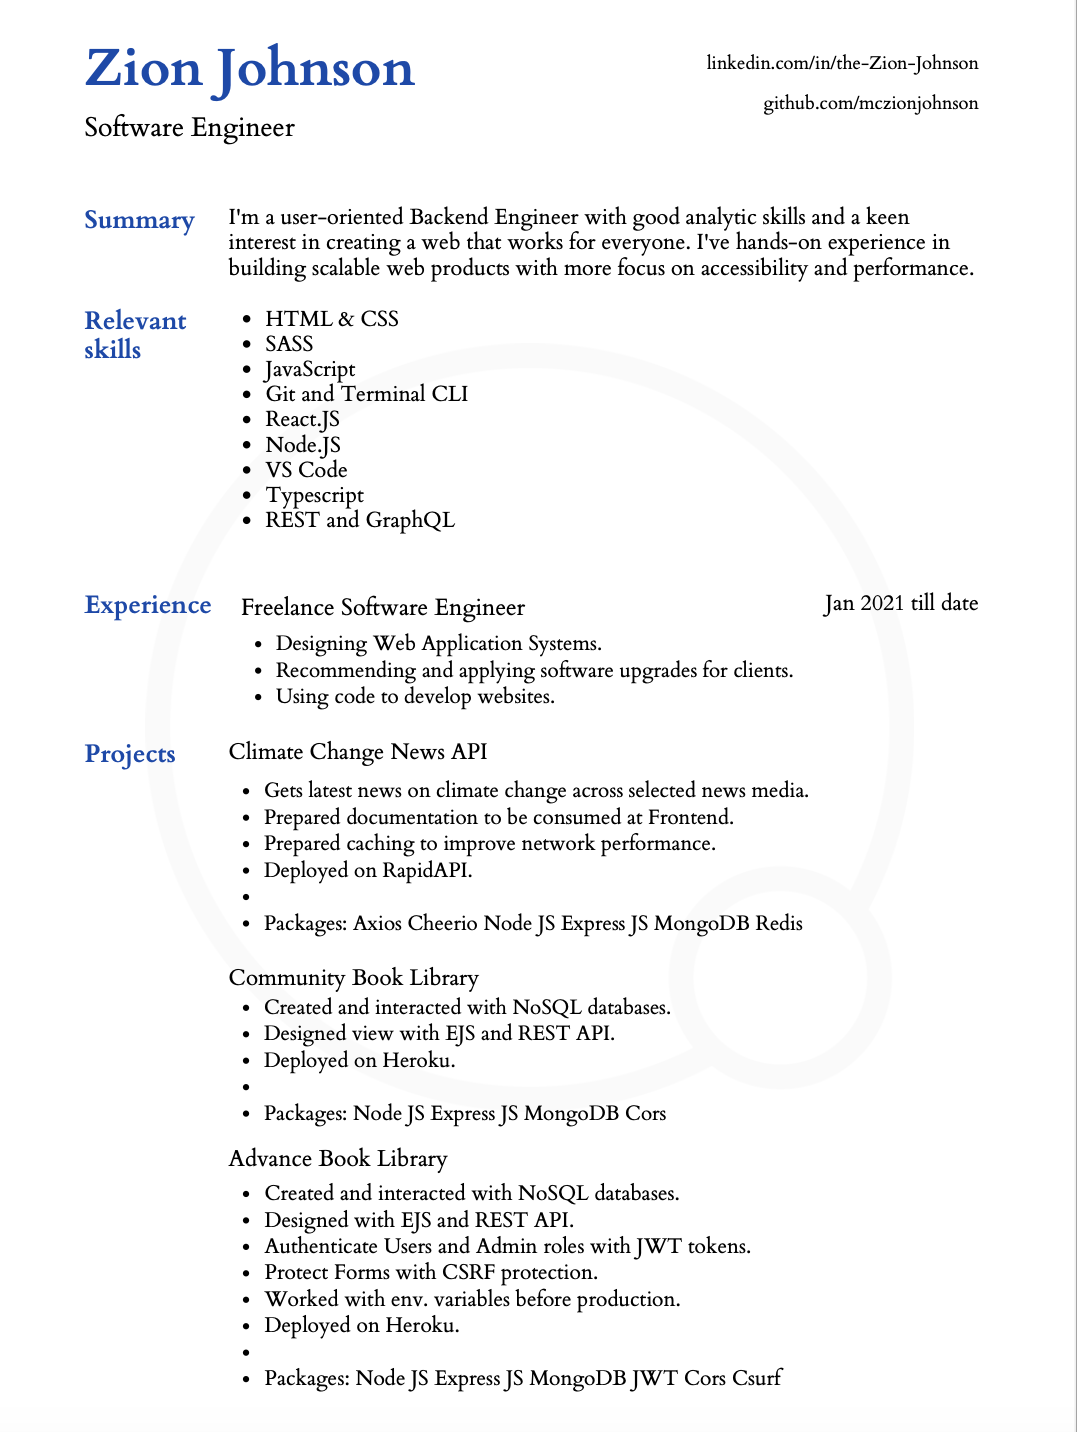 Zion Johnson
linkedin.com/in/the-Zion-Johnson
github.com/mczionjohnson
Software Engineer
Summary
I'm a user-oriented Backend Engineer with good analytic skills and a keen
interest in creating a web that works for everyone. I've hands-on experience in
building scalable web products with more focus on accessibility and performance.
Relevant
skills
• HTML & CSS
• SASS
• JavaScript
• Git and Terminal CLI
• React.JS
• Node.JS
• VS Code
• Typescript
• REST and GraphQL
Experience
Freelance Software Engineer
Jan 2021 till date
• Designing Web Application Systems.
• Recommending and applying software upgrades for clients.
• Using code to develop websites.
Projects
Climate Change News API
• Gets latest news on climate change across selected news media.
• Prepared documentation to be consumed at Frontend.
• Prepared caching to improve network performance.
• Deployed on RapidAPI.
•
• Packages: Axios Cheerio Node JS Express JS MongoDB Redis
Community Book Library
• Created and interacted with NoSQL databases.
• Designed view with EJS and REST API.
• Deployed on Heroku.
•
• Packages: Node JS Express JS MongoDB Cors
Advance Book Library
• Created and interacted with NoSQL databases.
• Designed with EJS and REST API.
• Authenticate Users and Admin roles with JWT tokens.
• Protect Forms with CSRF protection.
• Worked with env. variables before production.
• Deployed on Heroku.
•
• Packages: Node JS Express JS MongoDB JWT Cors Csurf